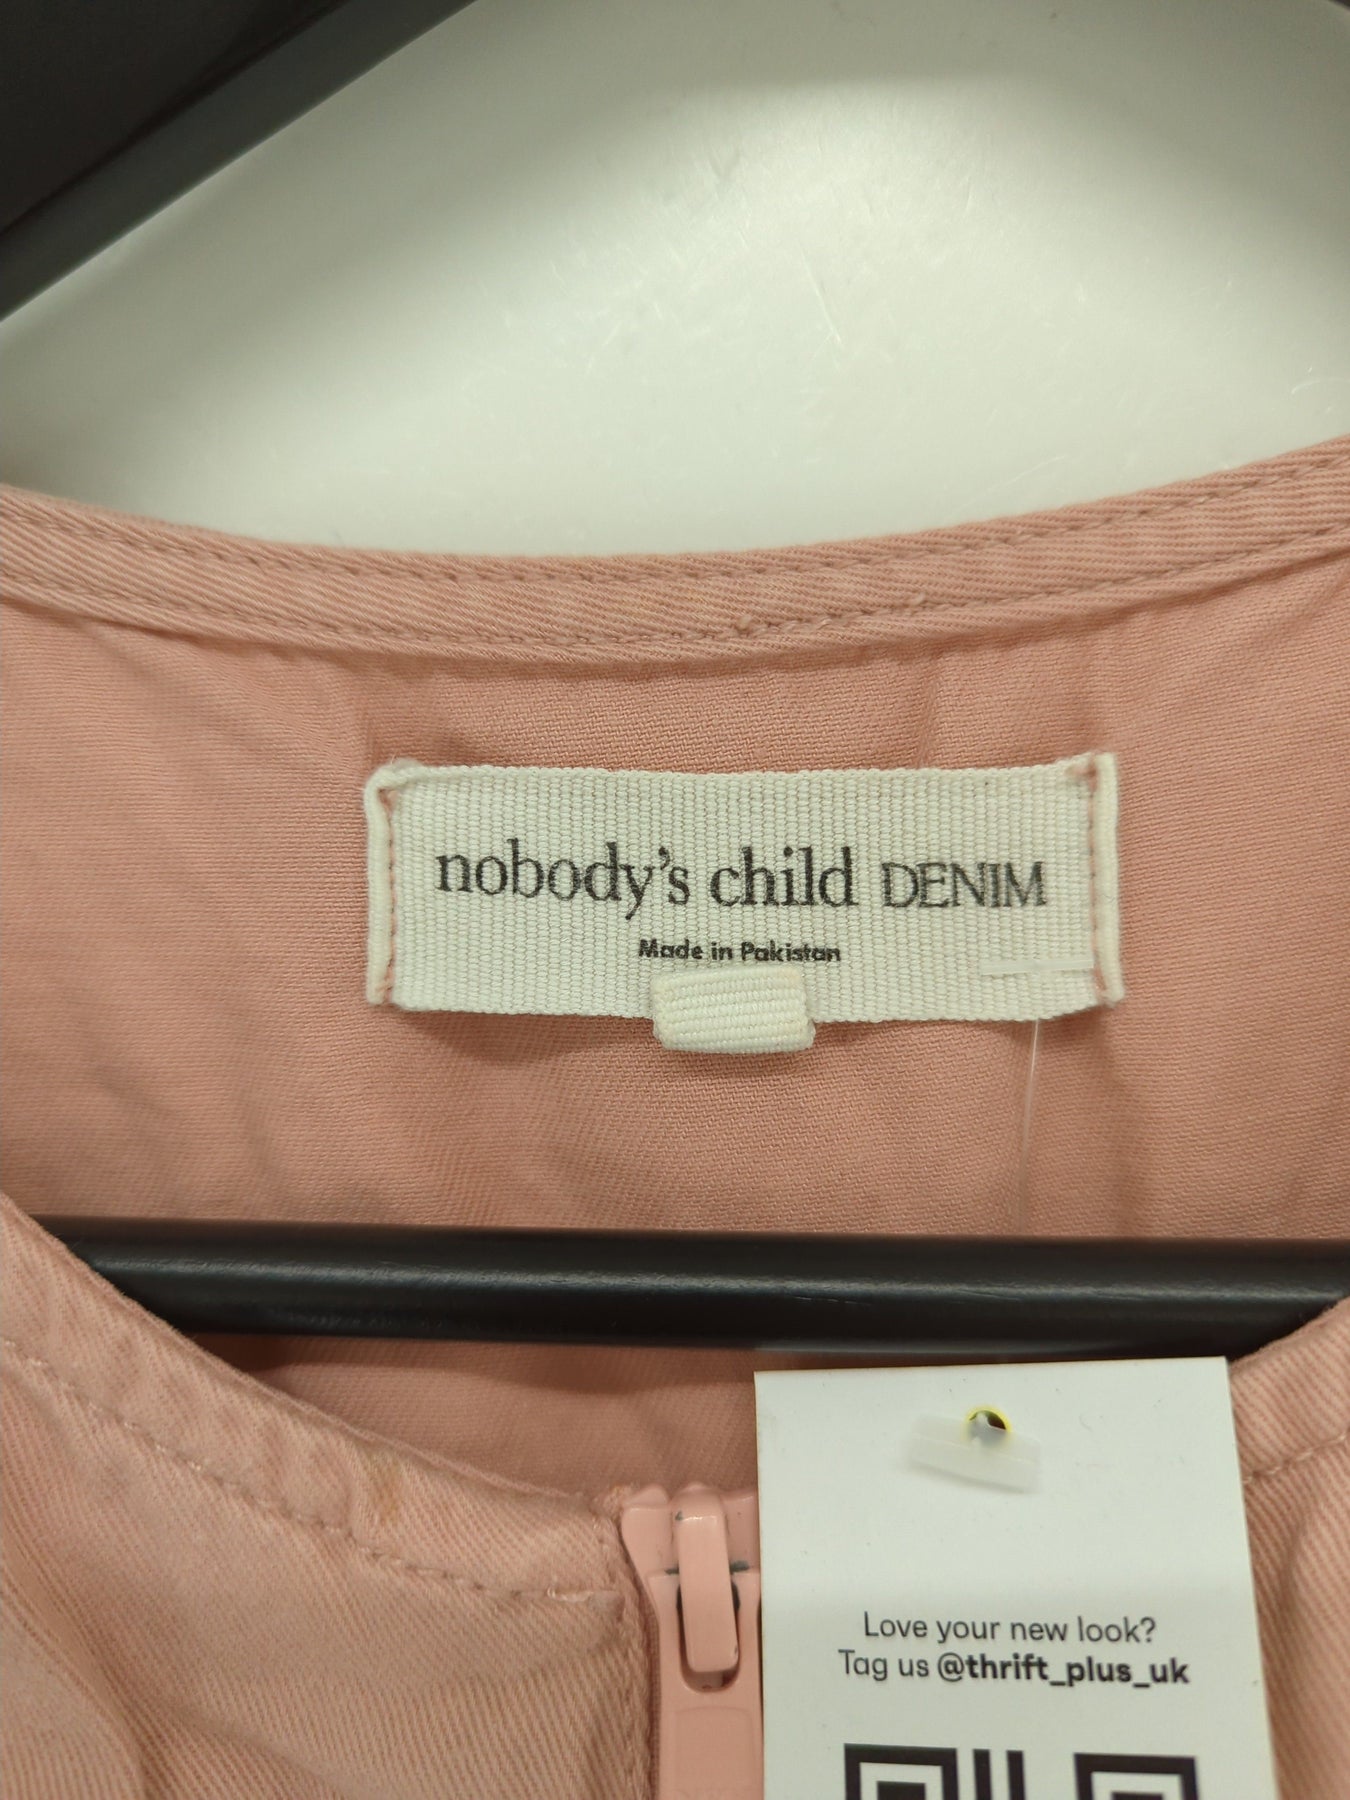 nobody's child DENIM
Made in Pakistan
Love your new look?
Tag us @thrift_plus_uk